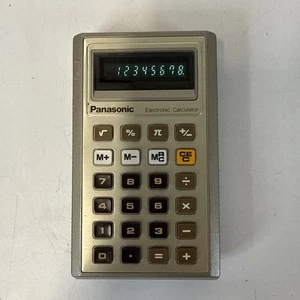 12345678.
Panasonic Electronic Calculator
√ % π +/−
M+ M− MR/C CE/C
7 8 9 ÷
4 5 6 ×
1 2 3 −
0 · = +